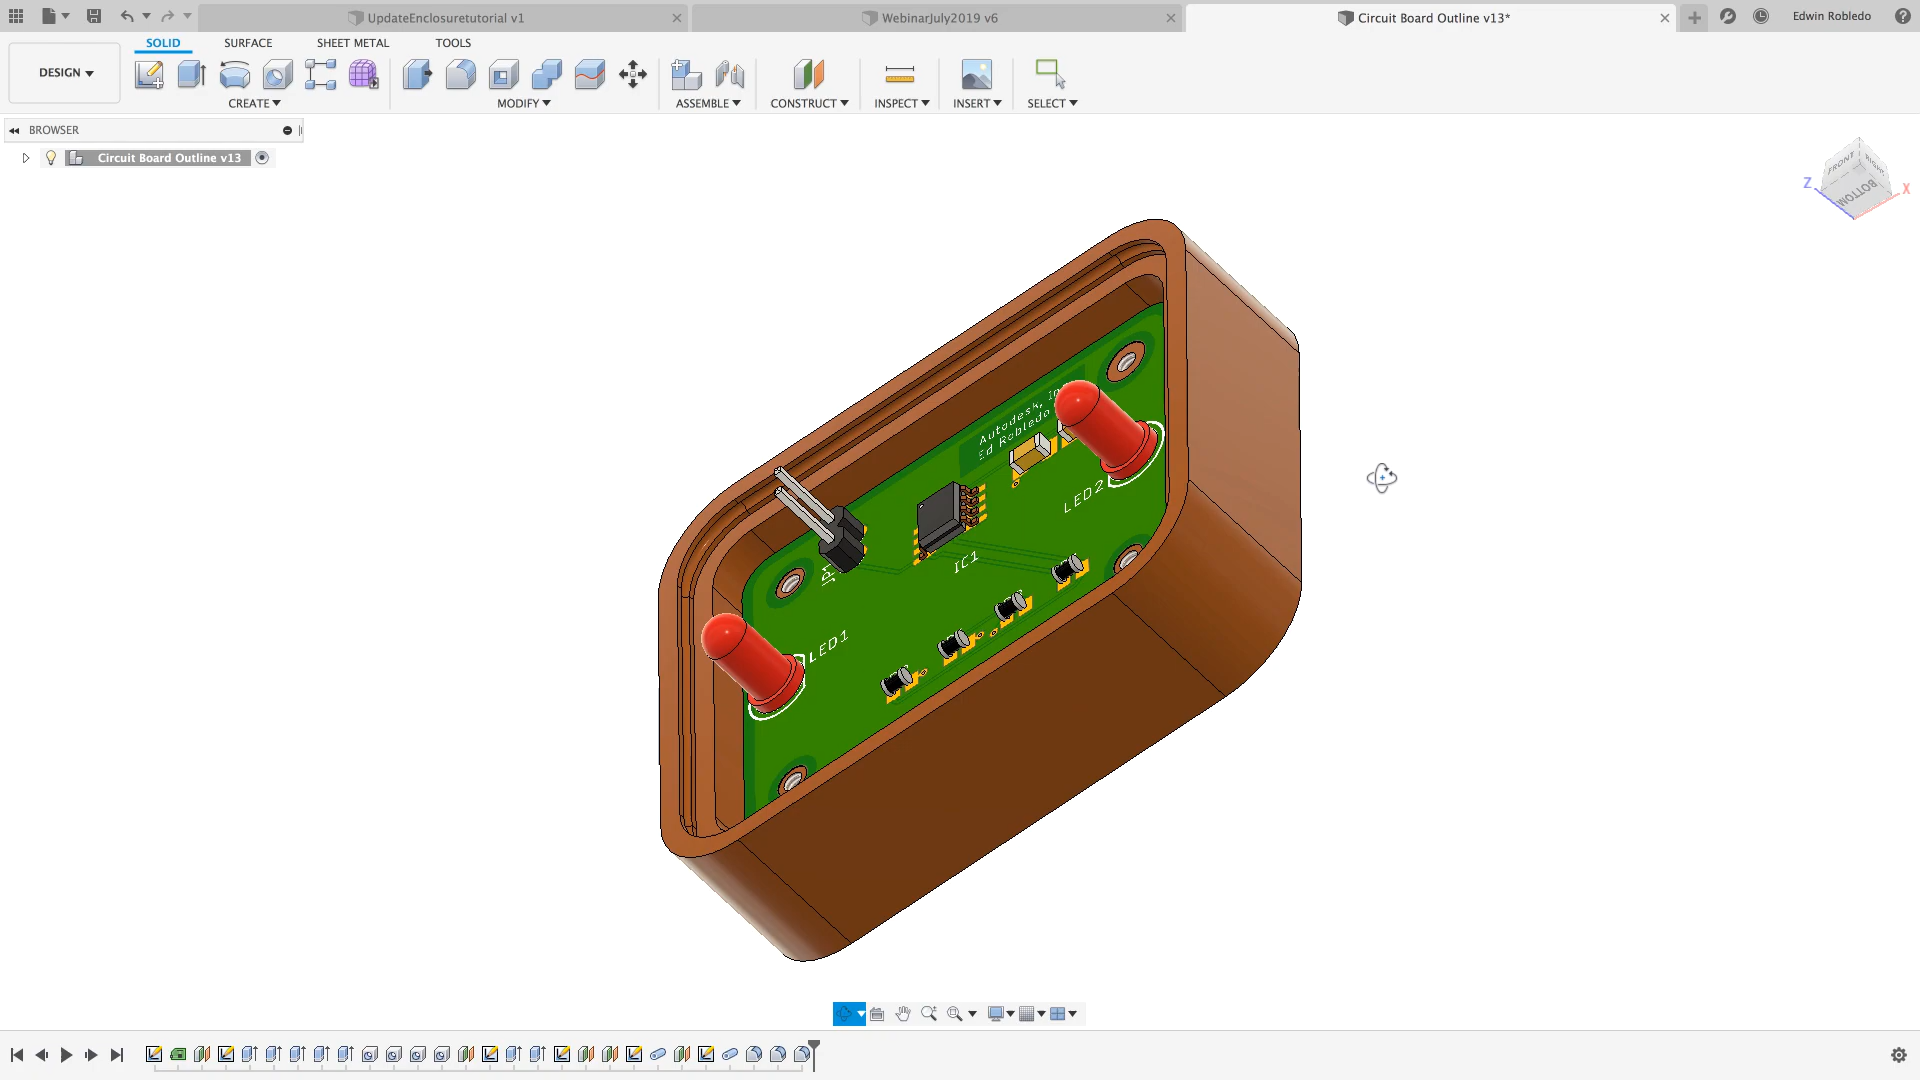 UpdateEnclosuretutorial v1
WebinarJuly2019 v6
Circuit Board Outline v13*
Edwin Robledo
DESIGN
SOLID
SURFACE
SHEET METAL
TOOLS
CREATE
MODIFY
ASSEMBLE
CONSTRUCT
INSPECT
INSERT
SELECT
BROWSER
Circuit Board Outline v13
FRONT
RIGHT
BOTTOM
Z
X
Autodesk,
Ed Robledo
LED2
IC1
LED1